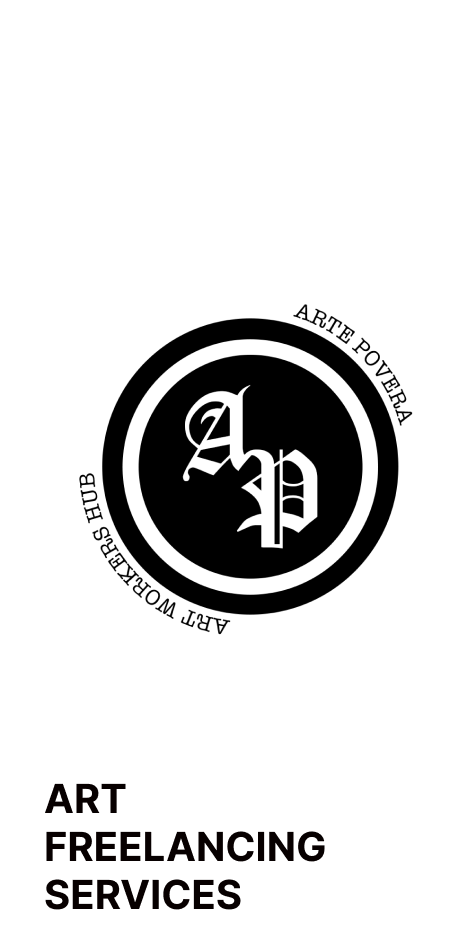 ARTE POVERA
AP
ART WORKERS HUB
ART
FREELANCING
SERVICES